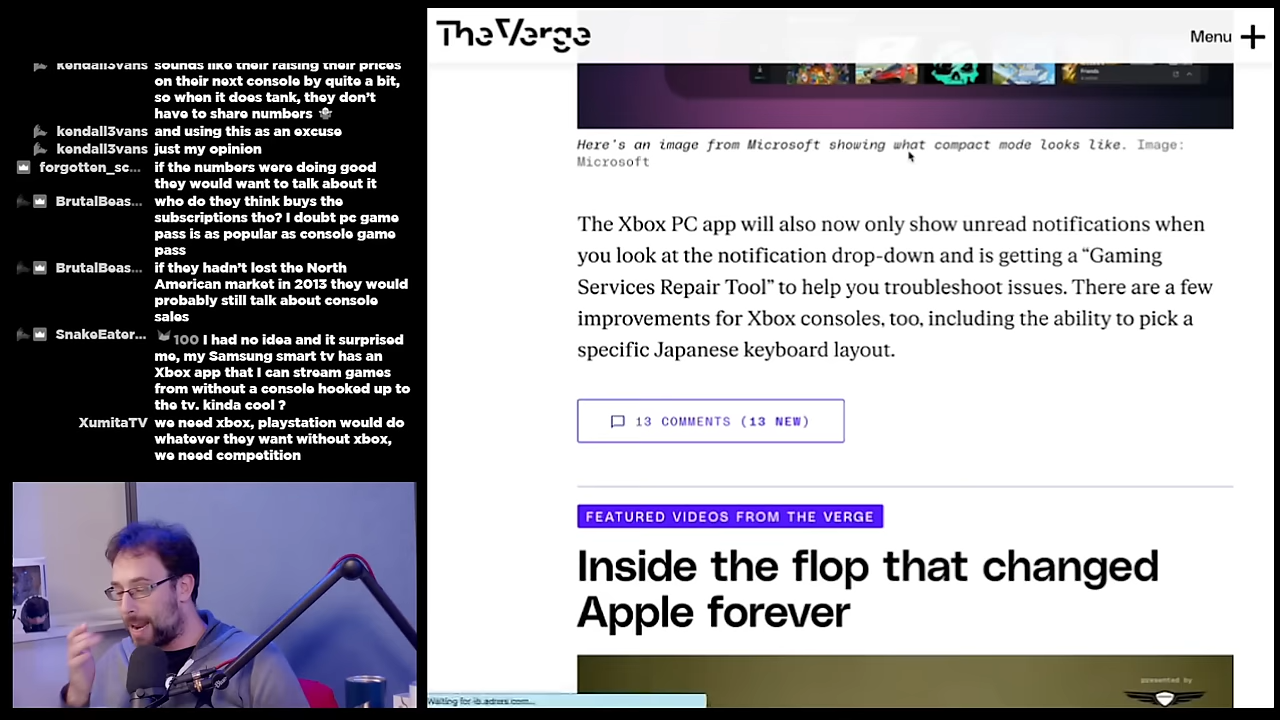 kendall3vans sounds like their raising their prices
on their next console by quite a bit,
so when it does tank, they don't
have to share numbers
kendall3vans and using this as an excuse
kendall3vans just my opinion
forgotten_sc... if the numbers were doing good
they would want to talk about it
BrutalBeas... who do they think buys the
subscriptions tho? I doubt pc game
pass is as popular as console game
pass
BrutalBeas... if they hadn't lost the North
American market in 2013 they would
probably still talk about console
sales
SnakeEater... 100 I had no idea and it surprised
me, my Samsung smart tv has an
Xbox app that I can stream games
from without a console hooked up to
the tv. kinda cool ?
XumitaTV we need xbox, playstation would do
whatever they want without xbox,
we need competition
The Verge
Menu
Here's an image from Microsoft showing what compact mode looks like. Image:
Microsoft
The Xbox PC app will also now only show unread notifications when
you look at the notification drop-down and is getting a “Gaming
Services Repair Tool” to help you troubleshoot issues. There are a few
improvements for Xbox consoles, too, including the ability to pick a
specific Japanese keyboard layout.
13 COMMENTS (13 NEW)
FEATURED VIDEOS FROM THE VERGE
Inside the flop that changed
Apple forever
presented by
Waiting for ib.adnxs.com...